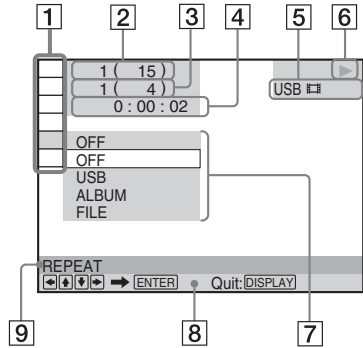 1 2 3 4 5 6
1 ( 15 )
1 ( 4 )
0 : 00 : 02
USB
OFF
OFF
USB
ALBUM
FILE
REPEAT
ENTER Quit: DISPLAY
9 8 7